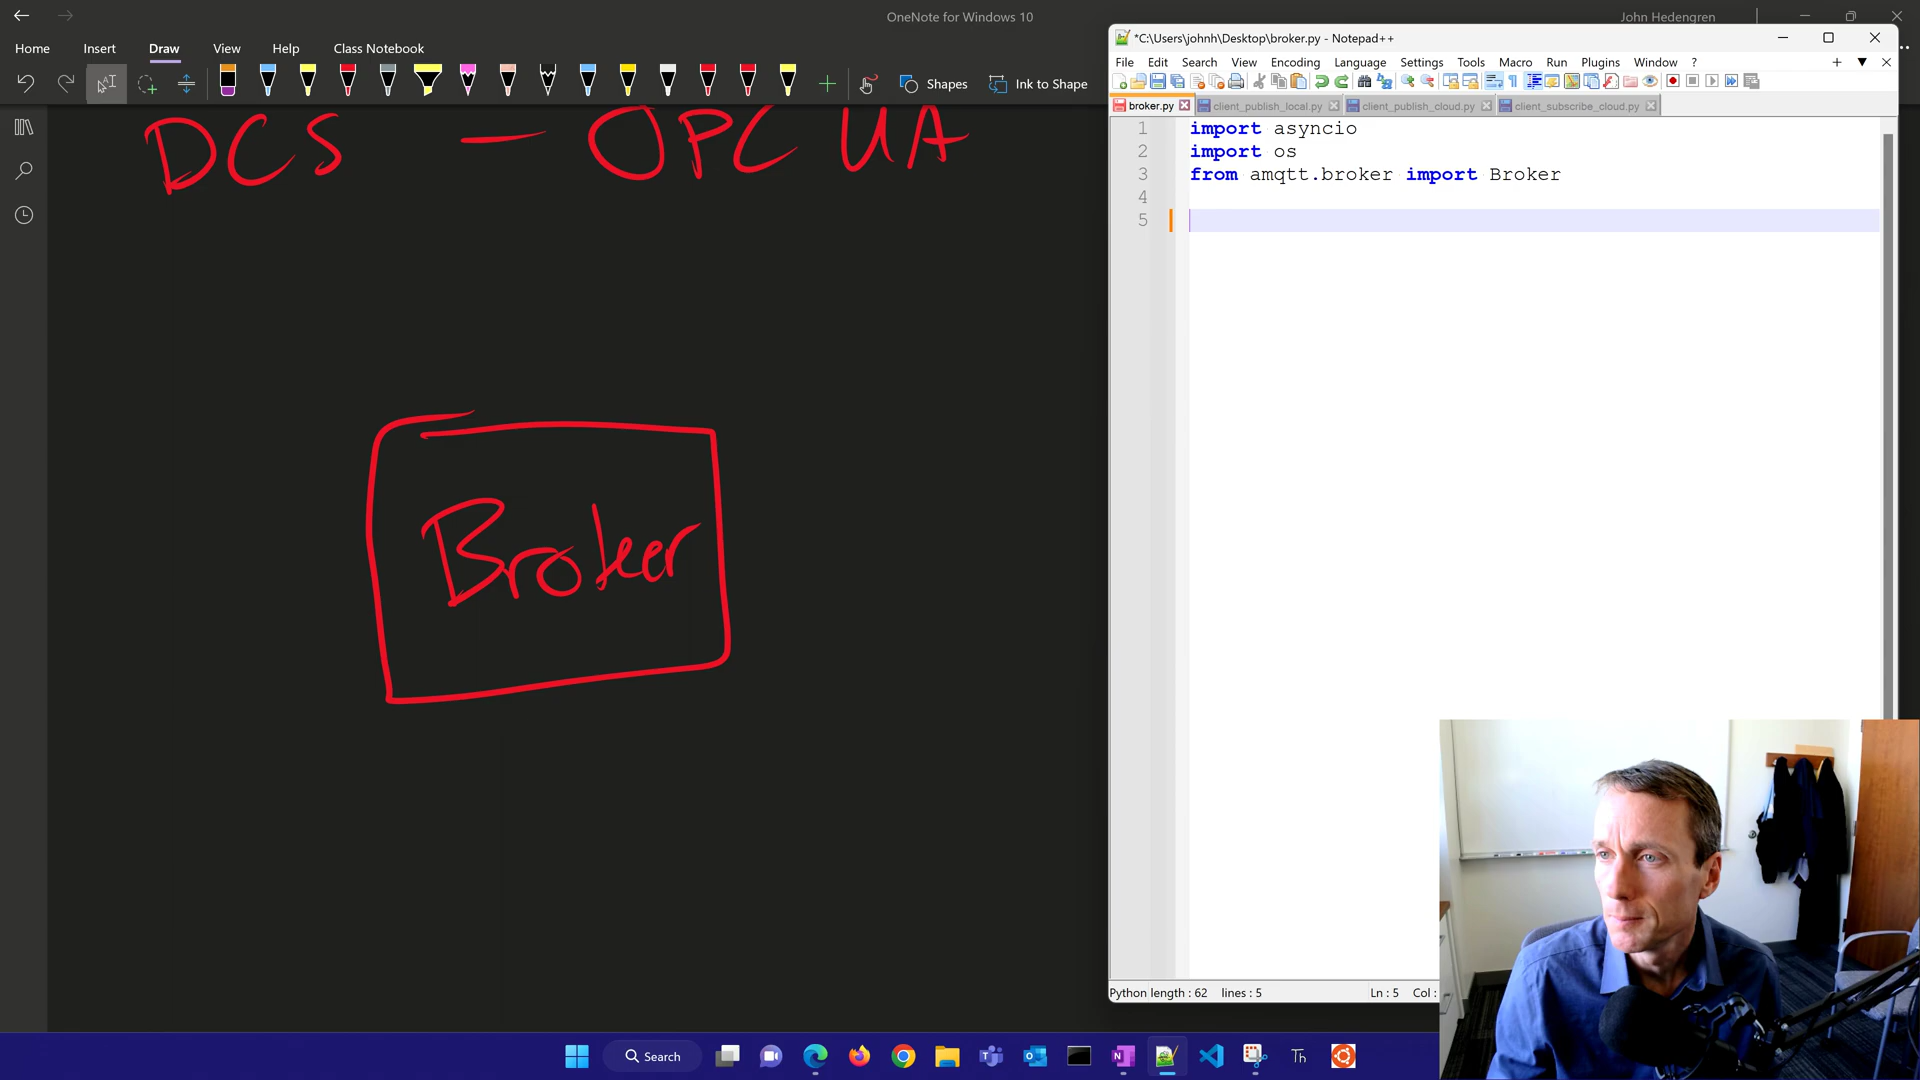 OneNote for Windows 10
John Hedengren
Home Insert Draw View Help Class Notebook
Shapes Ink to Shape
DCS — OPC UA
Broker
*C:\Users\johnh\Desktop\broker.py - Notepad++
File Edit Search View Encoding Language Settings Tools Macro Run Plugins Window ?
broker.py client_publish_local.py client_publish_cloud.py client_subscribe_cloud.py
1 import asyncio
2 import os
3 from amqtt.broker import Broker
4
5
Python length : 62 lines : 5 Ln : 5 Col :
Search
Th